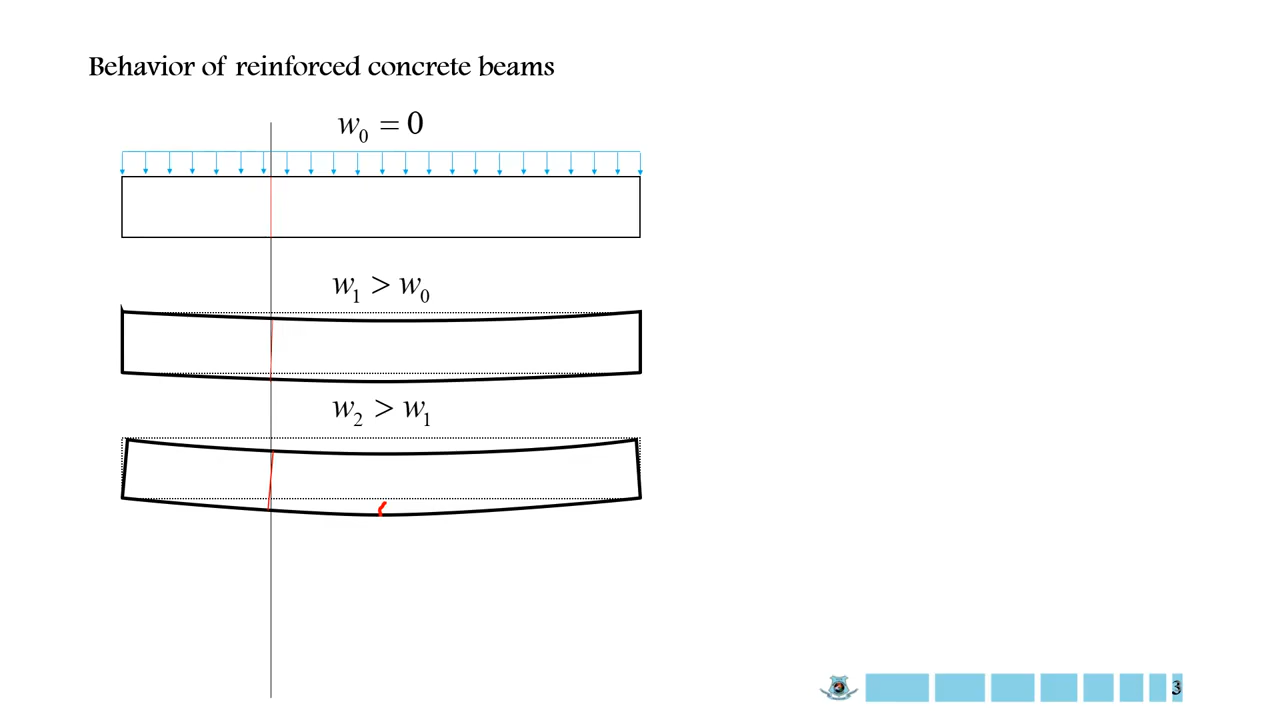 Behavior of reinforced concrete beams
w₀ = 0
w₁ > w₀
w₂ > w₁
3